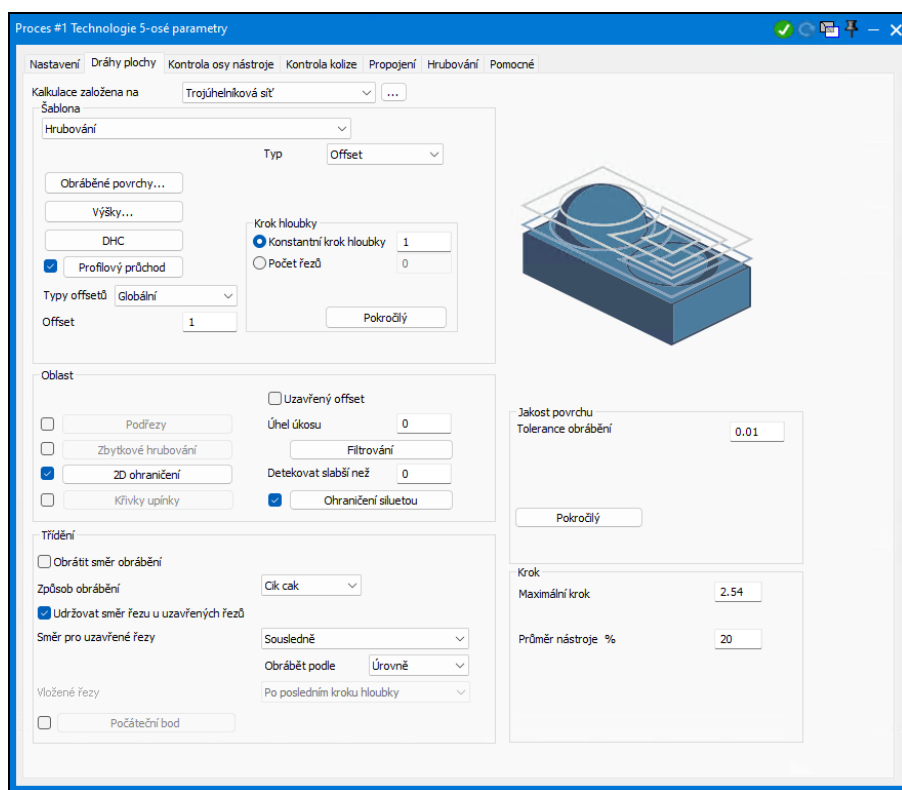 Proces #1 Technologie 5-osé parametry
Nastavení Dráhy plochy Kontrola osy nástroje Kontrola kolize Propojení Hrubování Pomocné
Kalkulace založena na Trojúhelníková síť ...
Šablona
Hrubování
Typ Offset
Obráběné povrchy...
Výšky...
Krok hloubky
DHC Konstantní krok hloubky 1
Profilový průchod Počet řezů 0
Typy offsetů Globální
Offset 1 Pokročilý
Oblast
Uzavřený offset
Podřezy Úhel úkosu 0
Zbytkové hrubování Filtrování
2D ohraničení Detekovat slabší než 0
Křivky upínky Ohraničení siluetou
Jakost povrchu
Tolerance obrábění 0.01
Pokročilý
Třídění
Obrátit směr obrábění
Způsob obrábění Cik cak
Udržovat směr řezu u uzavřených řezů
Směr pro uzavřené řezy Sousledně
Obrábět podle Úrovně
Vložené řezy Po posledním kroku hloubky
Počáteční bod
Krok
Maximální krok 2.54
Průměr nástroje % 20